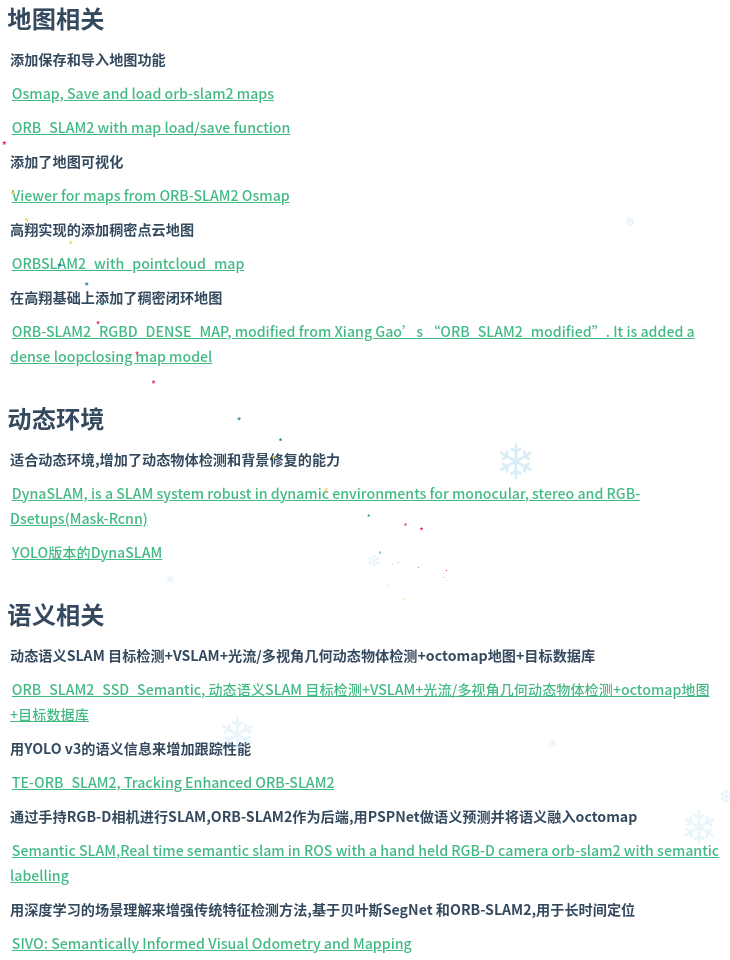 地图相关
添加保存和导入地图功能
Osmap, Save and load orb-slam2 maps
ORB_SLAM2 with map load/save function
添加了地图可视化
Viewer for maps from ORB-SLAM2 Osmap
高翔实现的添加稠密点云地图
ORBSLAM2_with_pointcloud_map
在高翔基础上添加了稠密闭环地图
ORB-SLAM2_RGBD_DENSE_MAP, modified from Xiang Gao’s “ORB_SLAM2_modified”. It is added a
dense loopclosing map model
动态环境
适合动态环境,增加了动态物体检测和背景修复的能力
DynaSLAM, is a SLAM system robust in dynamic environments for monocular, stereo and RGB-
Dsetups(Mask-Rcnn)
YOLO版本的DynaSLAM
语义相关
动态语义SLAM 目标检测+VSLAM+光流/多视角几何动态物体检测+octomap地图+目标数据库
ORB_SLAM2_SSD_Semantic, 动态语义SLAM 目标检测+VSLAM+光流/多视角几何动态物体检测+octomap地图
+目标数据库
用YOLO v3的语义信息来增加跟踪性能
TE-ORB_SLAM2, Tracking Enhanced ORB-SLAM2
通过手持RGB-D相机进行SLAM,ORB-SLAM2作为后端,用PSPNet做语义预测并将语义融入octomap
Semantic SLAM,Real time semantic slam in ROS with a hand held RGB-D camera orb-slam2 with semantic
labelling
用深度学习的场景理解来增强传统特征检测方法,基于贝叶斯SegNet 和ORB-SLAM2,用于长时间定位
SIVO: Semantically Informed Visual Odometry and Mapping